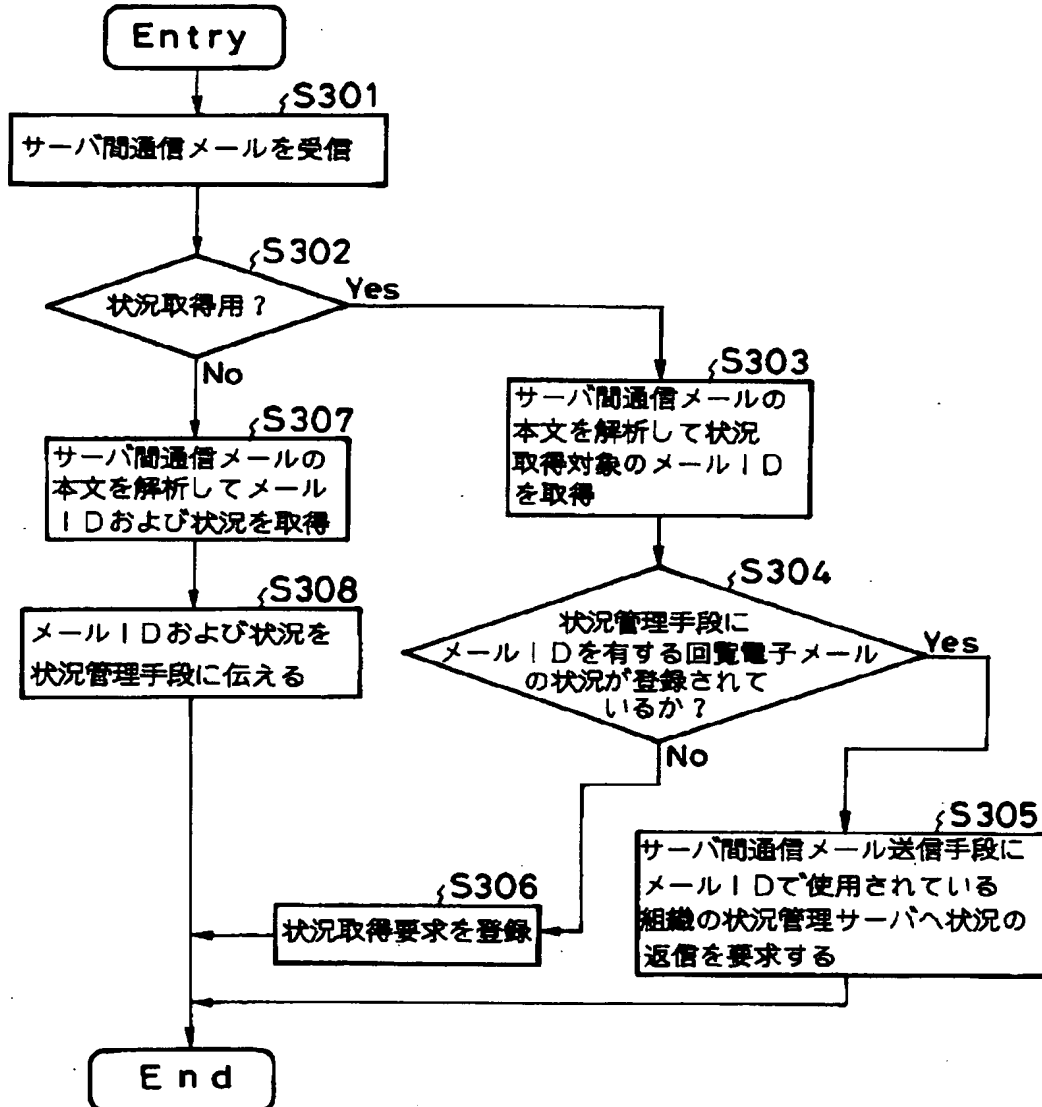 Entry
S301
サーバ間通信メールを受信
S302
状況取得用?
Yes
No
S303
サーバ間通信メールの
本文を解析して状況
取得対象のメールID
を取得
S307
サーバ間通信メールの
本文を解析してメール
IDおよび状況を取得
S304
状況管理手段に
メールIDを有する回覧電子メール
の状況が登録されて
いるか?
Yes
No
S308
メールIDおよび状況を
状況管理手段に伝える
S305
サーバ間通信メール送信手段に
メールIDで使用されている
組織の状況管理サーバへ状況の
返信を要求する
S306
状況取得要求を登録
End